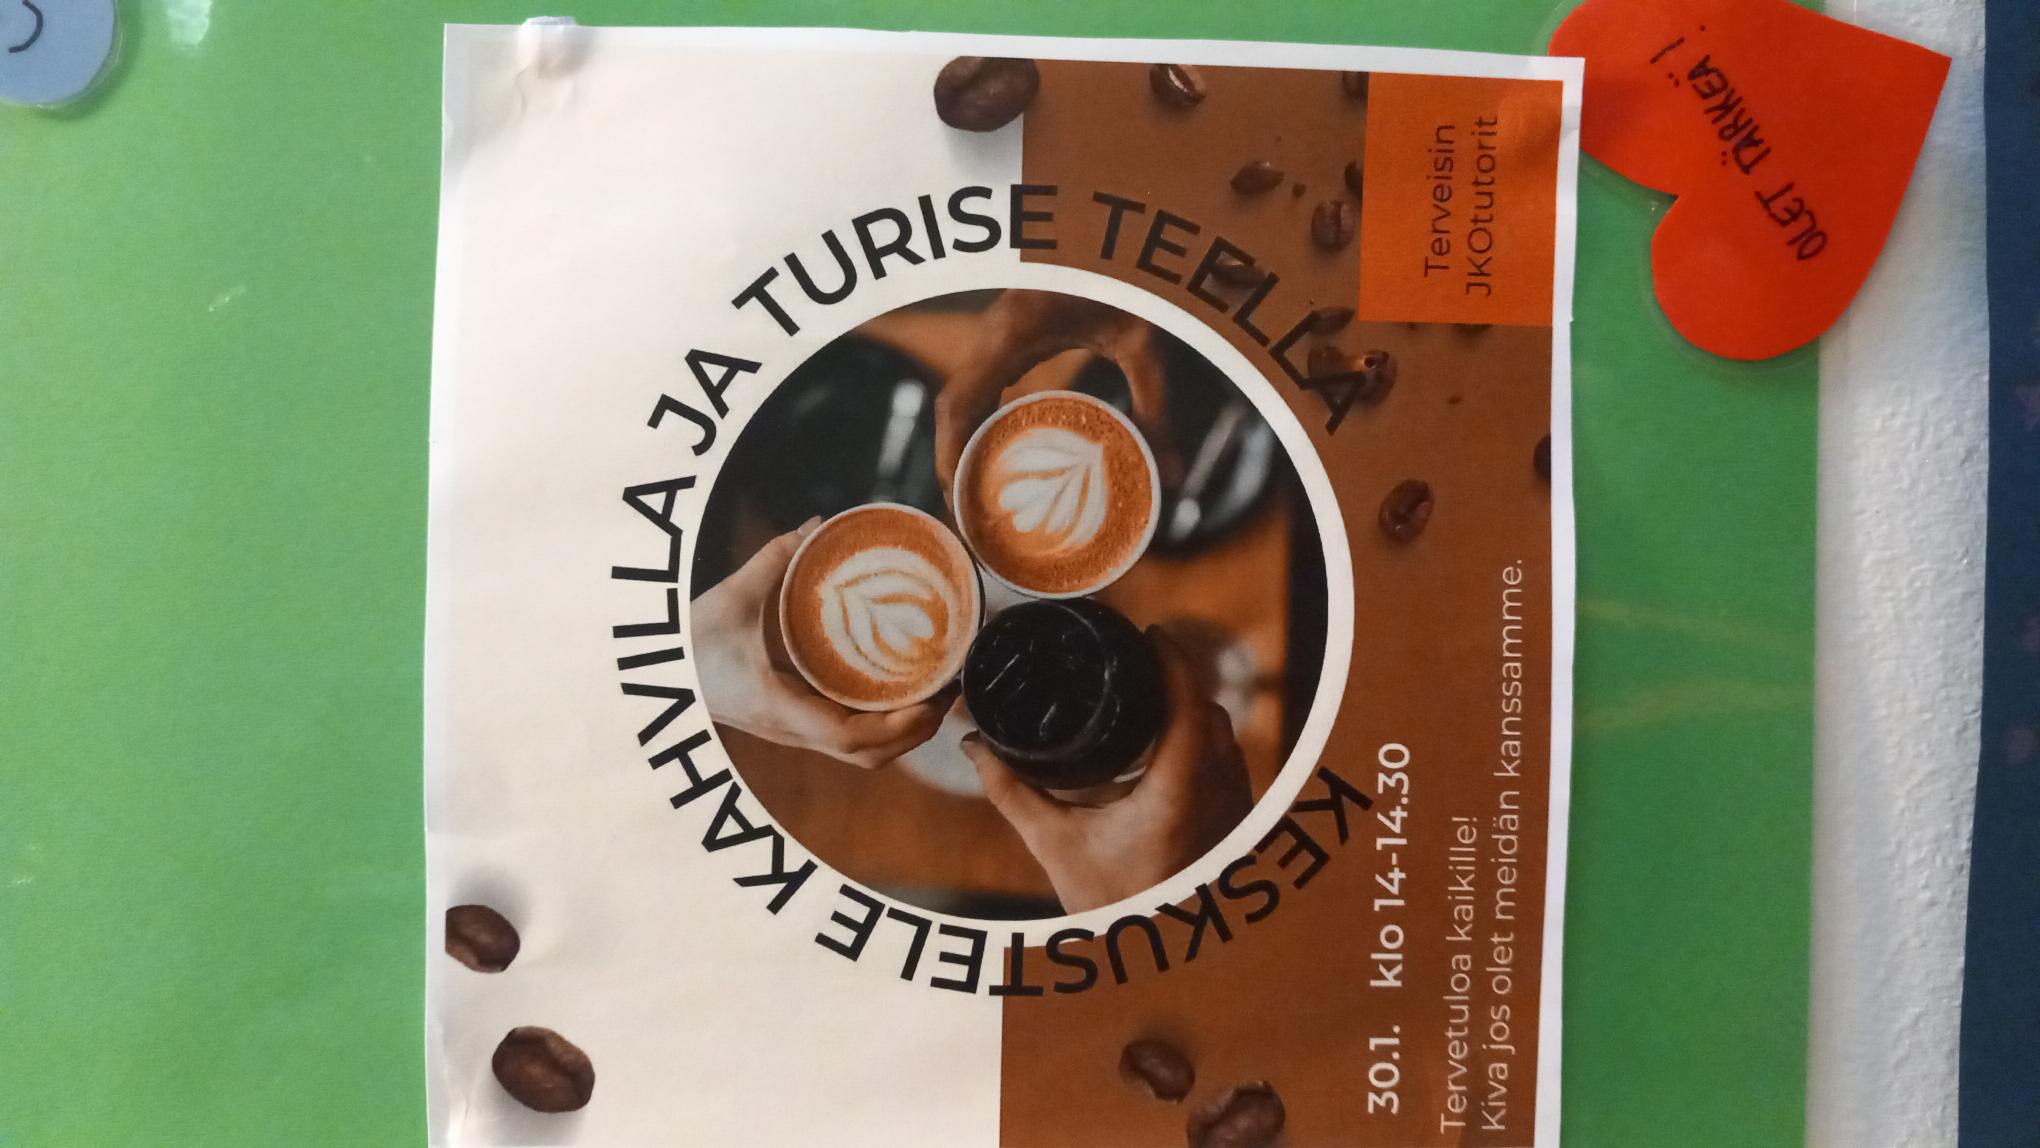 KESKUSTELE KAHVILLA JA TURISE TEELLA
30.1. klo 14-14.30
Tervetuloa kaikille!
Kiva jos olet meidän kanssamme.
Terveisin
JKOtutorit
OLET TÄRKEÄ!